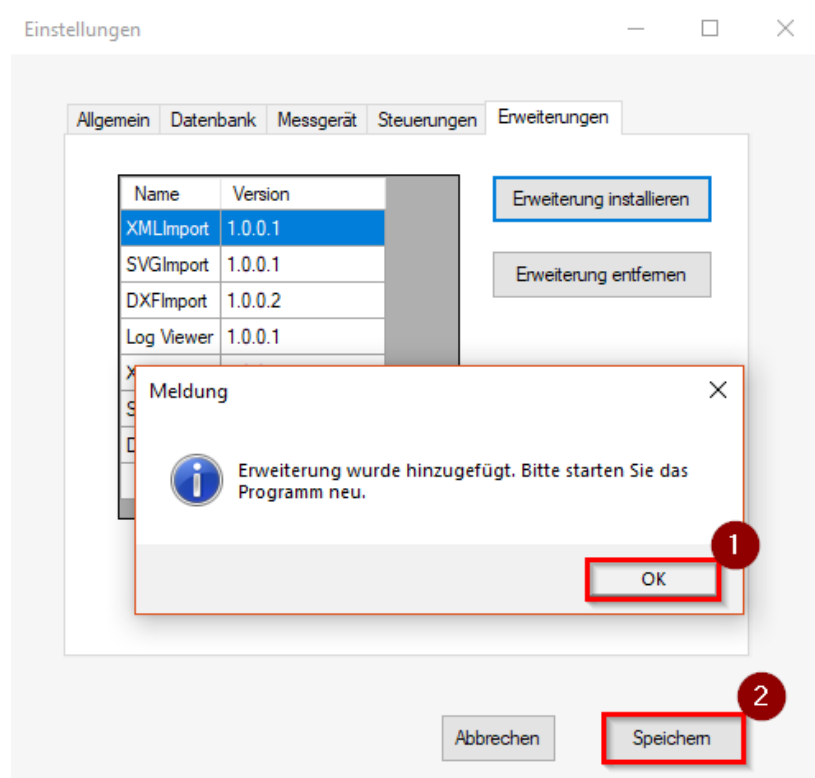 Einstellungen
Allgemein Datenbank Messgerät Steuerungen Erweiterungen
Name Version
XMLImport 1.0.0.1
SVGImport 1.0.0.1
DXFImport 1.0.0.2
Log Viewer 1.0.0.1
Erweiterung installieren
Erweiterung entfernen
Meldung
Erweiterung wurde hinzugefügt. Bitte starten Sie das
Programm neu.
1
OK
2
Abbrechen Speichern